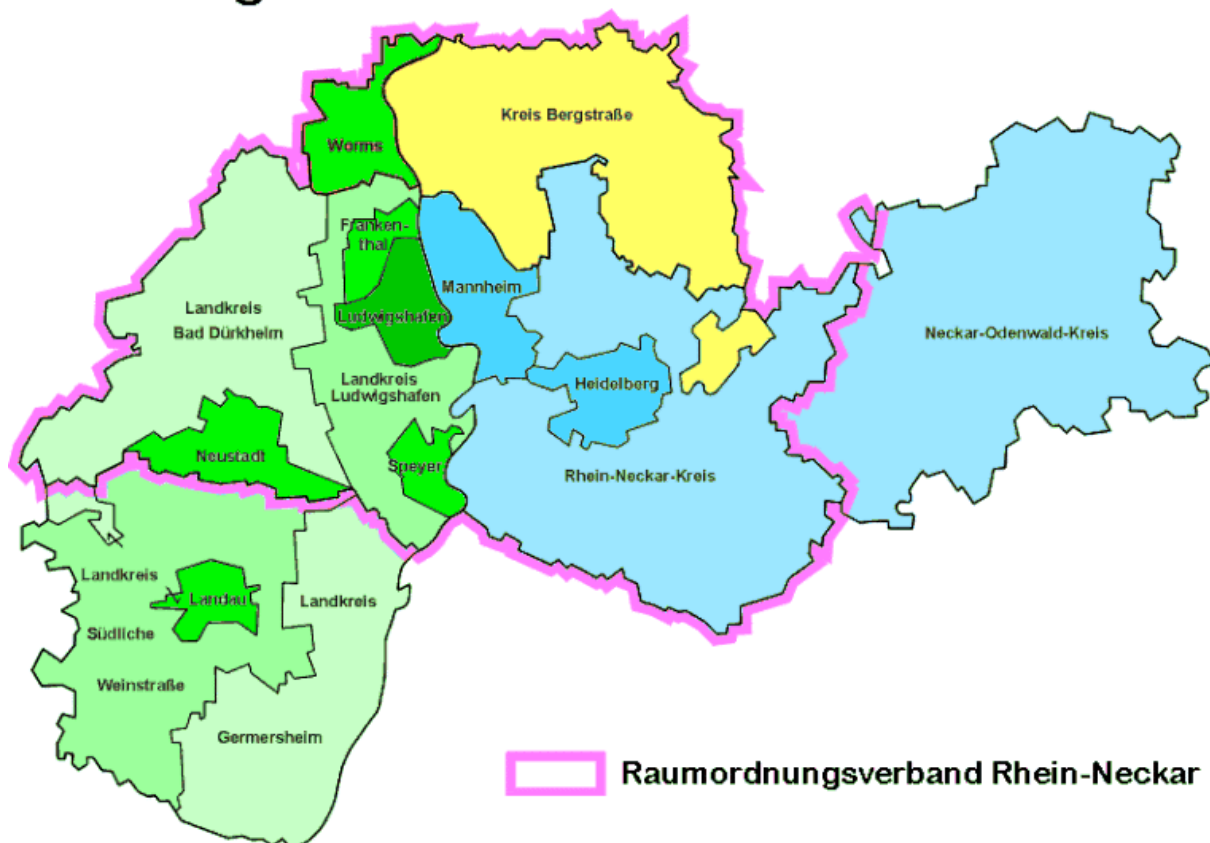 Kreis Bergstraße
Worms
Franken-
thal
Mannheim
Landkreis
Bad Dürkheim
Ludwigshafen
Neckar-Odenwald-Kreis
Landkreis
Ludwigshafen
Heidelberg
Neustadt
Speyer
Rhein-Neckar-Kreis
Landkreis
Südliche
Weinstraße
Landau
Landkreis
Germersheim
Raumordnungsverband Rhein-Neckar